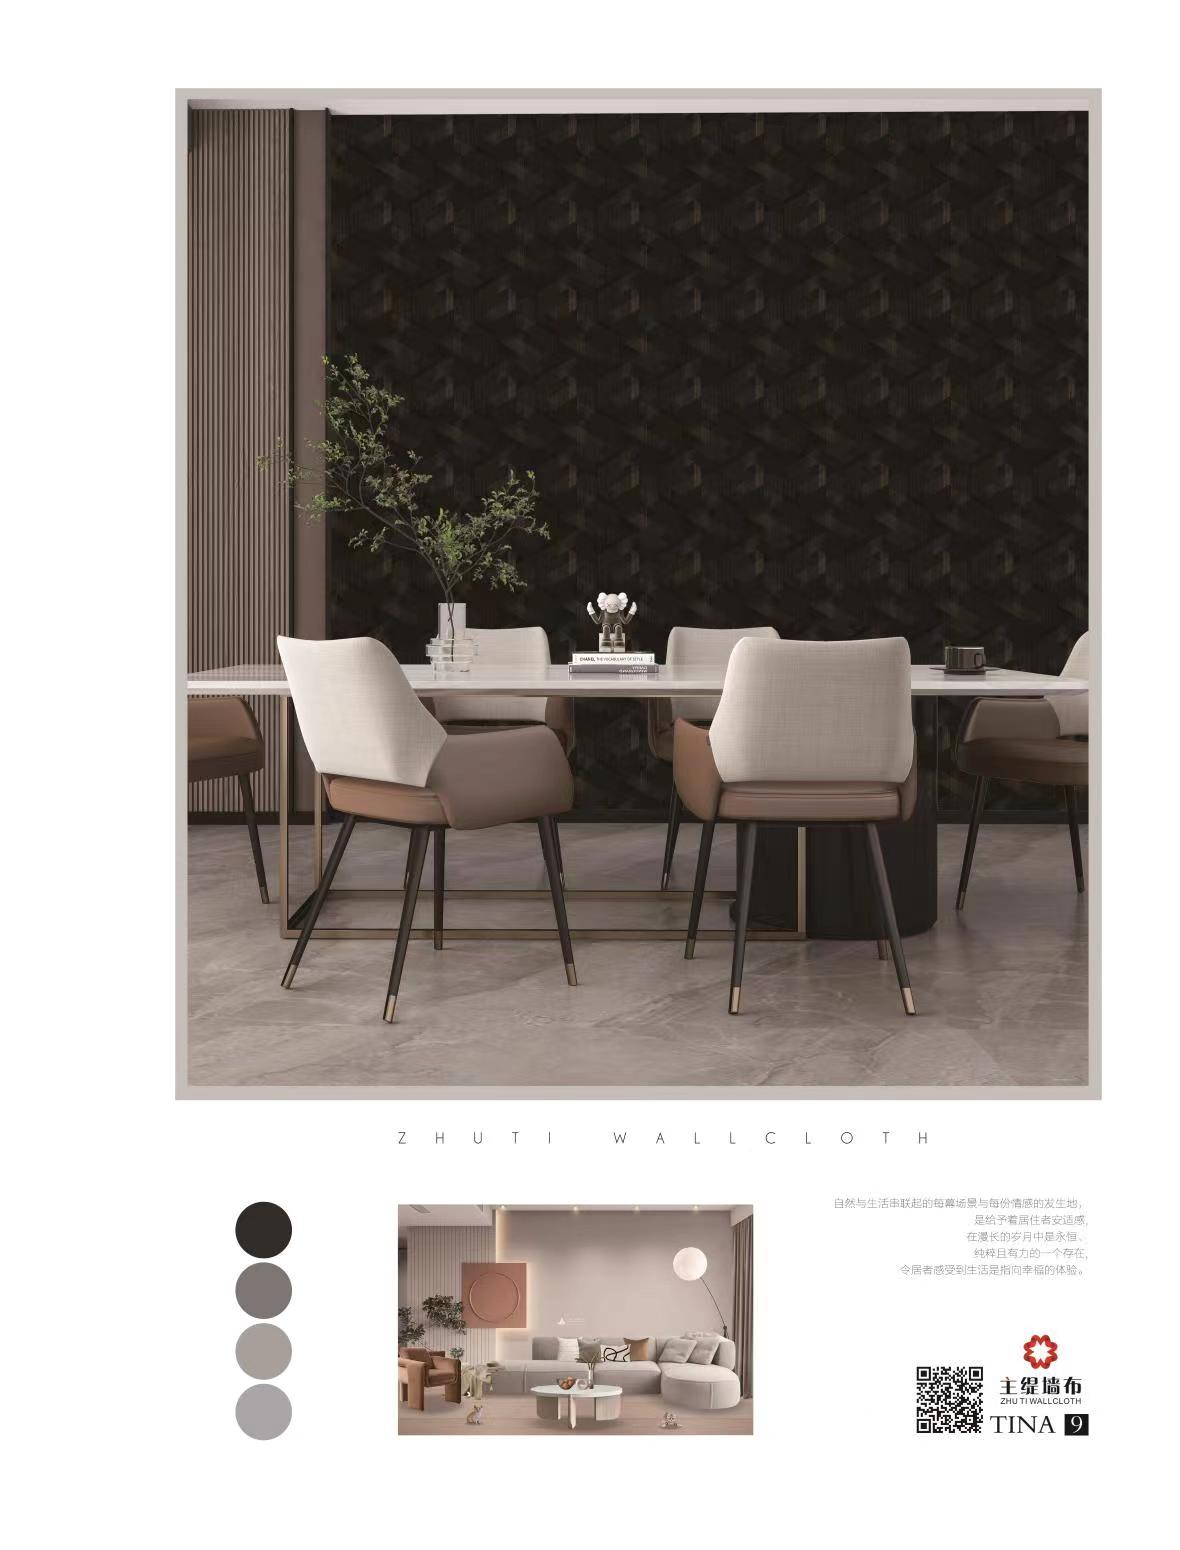 CHANEL THE VOCABULARY OF STYLE
ZHUTI WALLCLOTH
自然与生活串联起的每幕场景与每份情感的发生地，
是给予着居住者安适感，
在漫长的岁月中是永恒、
纯粹且有力的一个存在，
令居者感受到生活是指向幸福的体验。
主缇墙布
ZHU TI WALLCLOTH
TINA 9